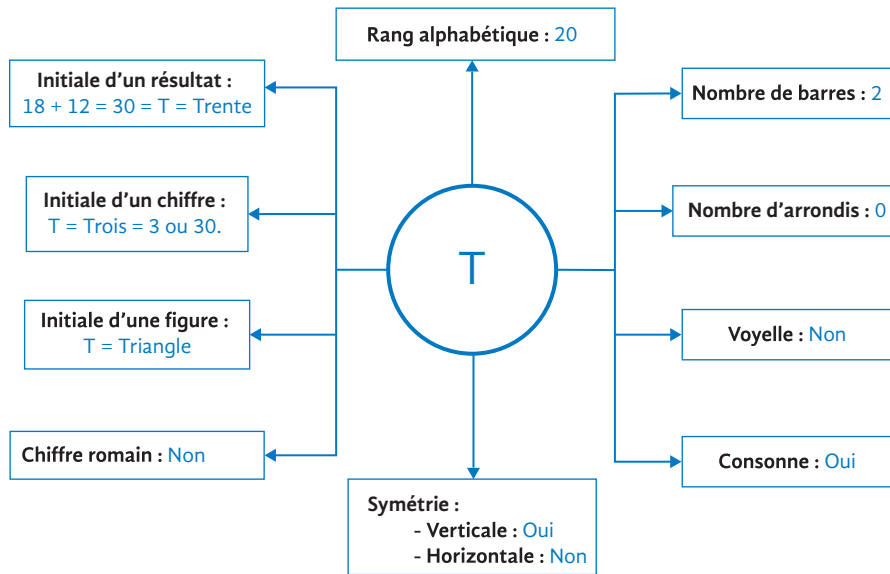 Rang alphabétique : 20
Initiale d’un résultat :
18 + 12 = 30 = T = Trente
Initiale d’un chiffre :
T = Trois = 3 ou 30.
Initiale d’une figure :
T = Triangle
Chiffre romain : Non
T
Symétrie :
- Verticale : Oui
- Horizontale : Non
Nombre de barres : 2
Nombre d’arrondis : 0
Voyelle : Non
Consonne : Oui